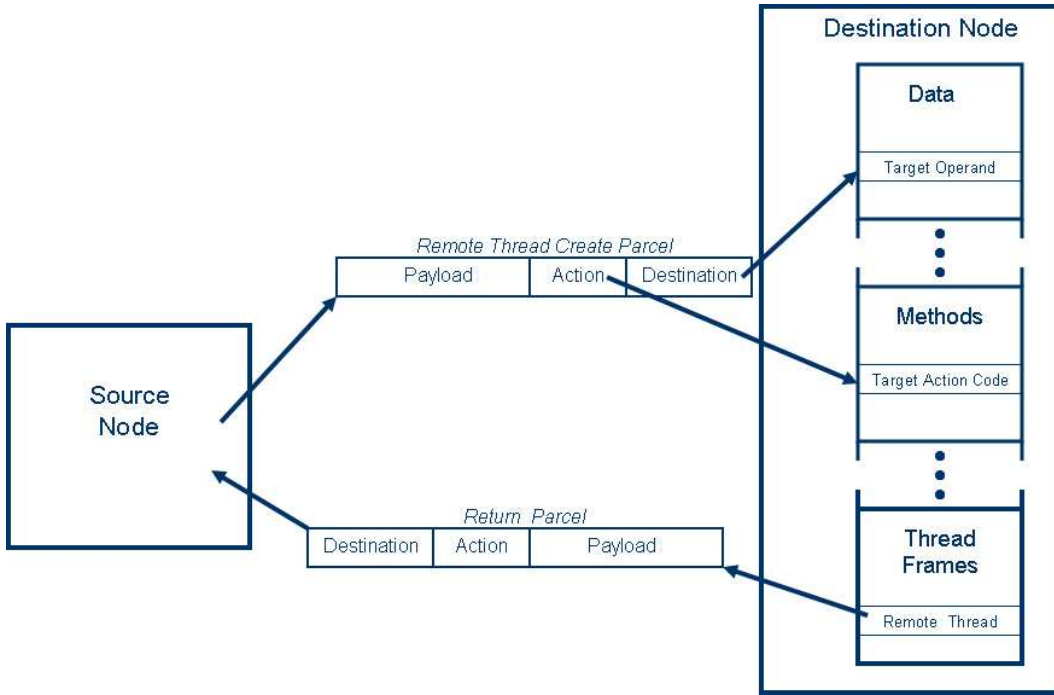 Destination Node
Data
Target Operand
Remote Thread Create Parcel
Payload Action Destination
Methods
Target Action Code
Source
Node
Return Parcel
Destination Action Payload
Thread
Frames
Remote Thread